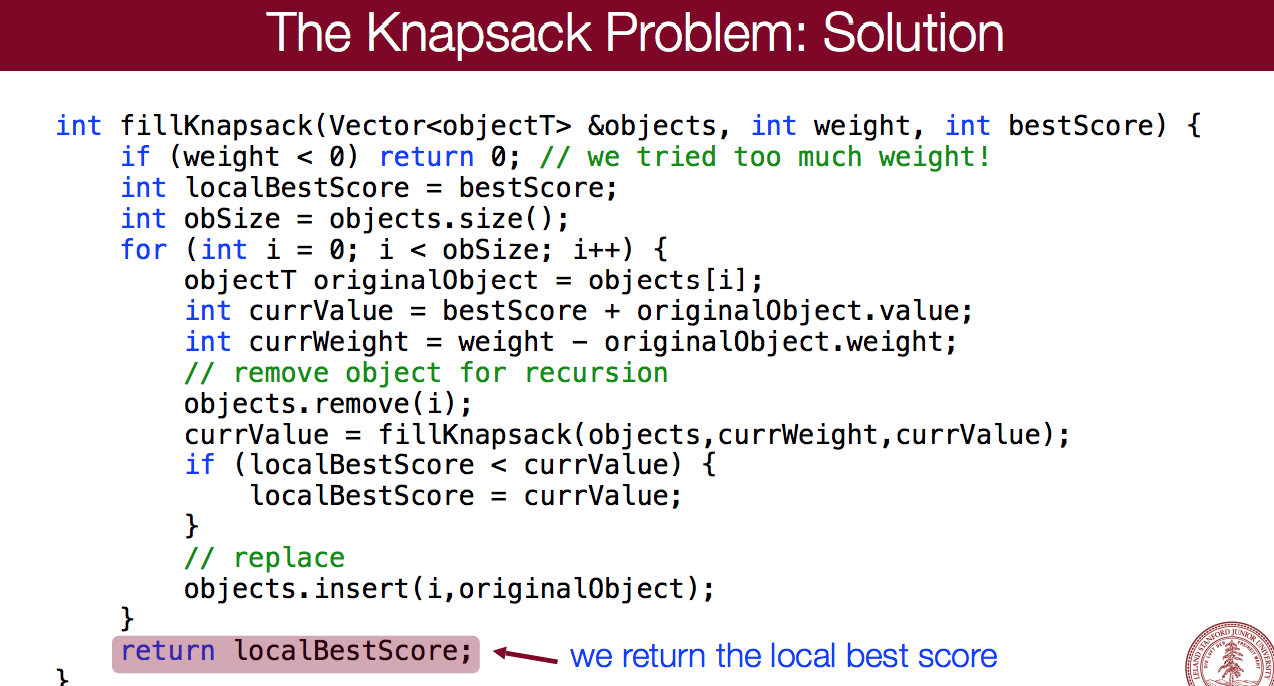 The Knapsack Problem: Solution
int fillKnapsack(Vector<objectT> &objects, int weight, int bestScore) {
    if (weight < 0) return 0; // we tried too much weight!
    int localBestScore = bestScore;
    int obSize = objects.size();
    for (int i = 0; i < obSize; i++) {
        objectT originalObject = objects[i];
        int currValue = bestScore + originalObject.value;
        int currWeight = weight - originalObject.weight;
        // remove object for recursion
        objects.remove(i);
        currValue = fillKnapsack(objects,currWeight,currValue);
        if (localBestScore < currValue) {
            localBestScore = currValue;
        }
        // replace
        objects.insert(i,originalObject);
    }
    return localBestScore; we return the local best score
}
LELAND STANFORD JUNIOR UNIVERSITY